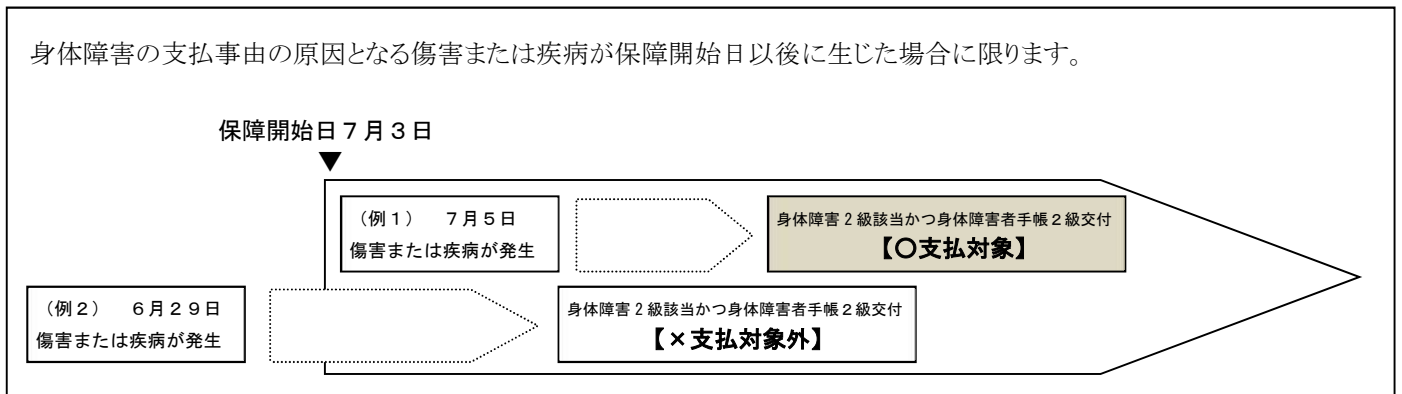 身体障害の支払事由の原因となる傷害または疾病が保障開始日以後に生じた場合に限ります。
保障開始日7月3日
（例１）　７月５日
傷害または疾病が発生
身体障害２級該当かつ身体障害者手帳２級交付
【○支払対象】
（例２）　６月２９日
傷害または疾病が発生
身体障害２級該当かつ身体障害者手帳２級交付
【×支払対象外】